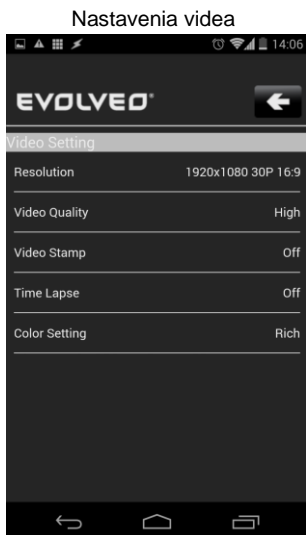 Nastavenia videa
14:06
EVOLVEO®
Video Setting
Resolution 1920x1080 30P 16:9
Video Quality High
Video Stamp Off
Time Lapse Off
Color Setting Rich